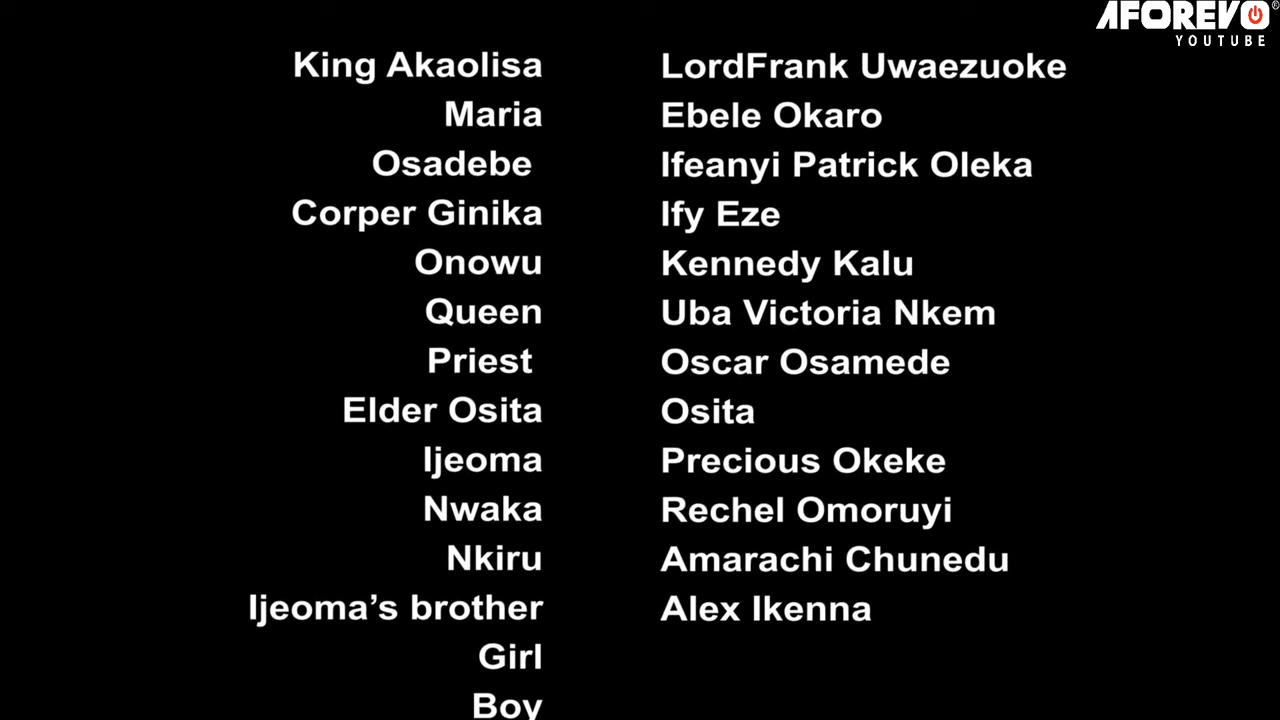 AFOREVO®
YOUTUBE
King Akaolisa LordFrank Uwaezuoke
Maria Ebele Okaro
Osadebe Ifeanyi Patrick Oleka
Corper Ginika Ify Eze
Onowu Kennedy Kalu
Queen Uba Victoria Nkem
Priest Oscar Osamede
Elder Osita Osita
Ijeoma Precious Okeke
Nwaka Rechel Omoruyi
Nkiru Amarachi Chunedu
Ijeoma’s brother Alex Ikenna
Girl
Boy